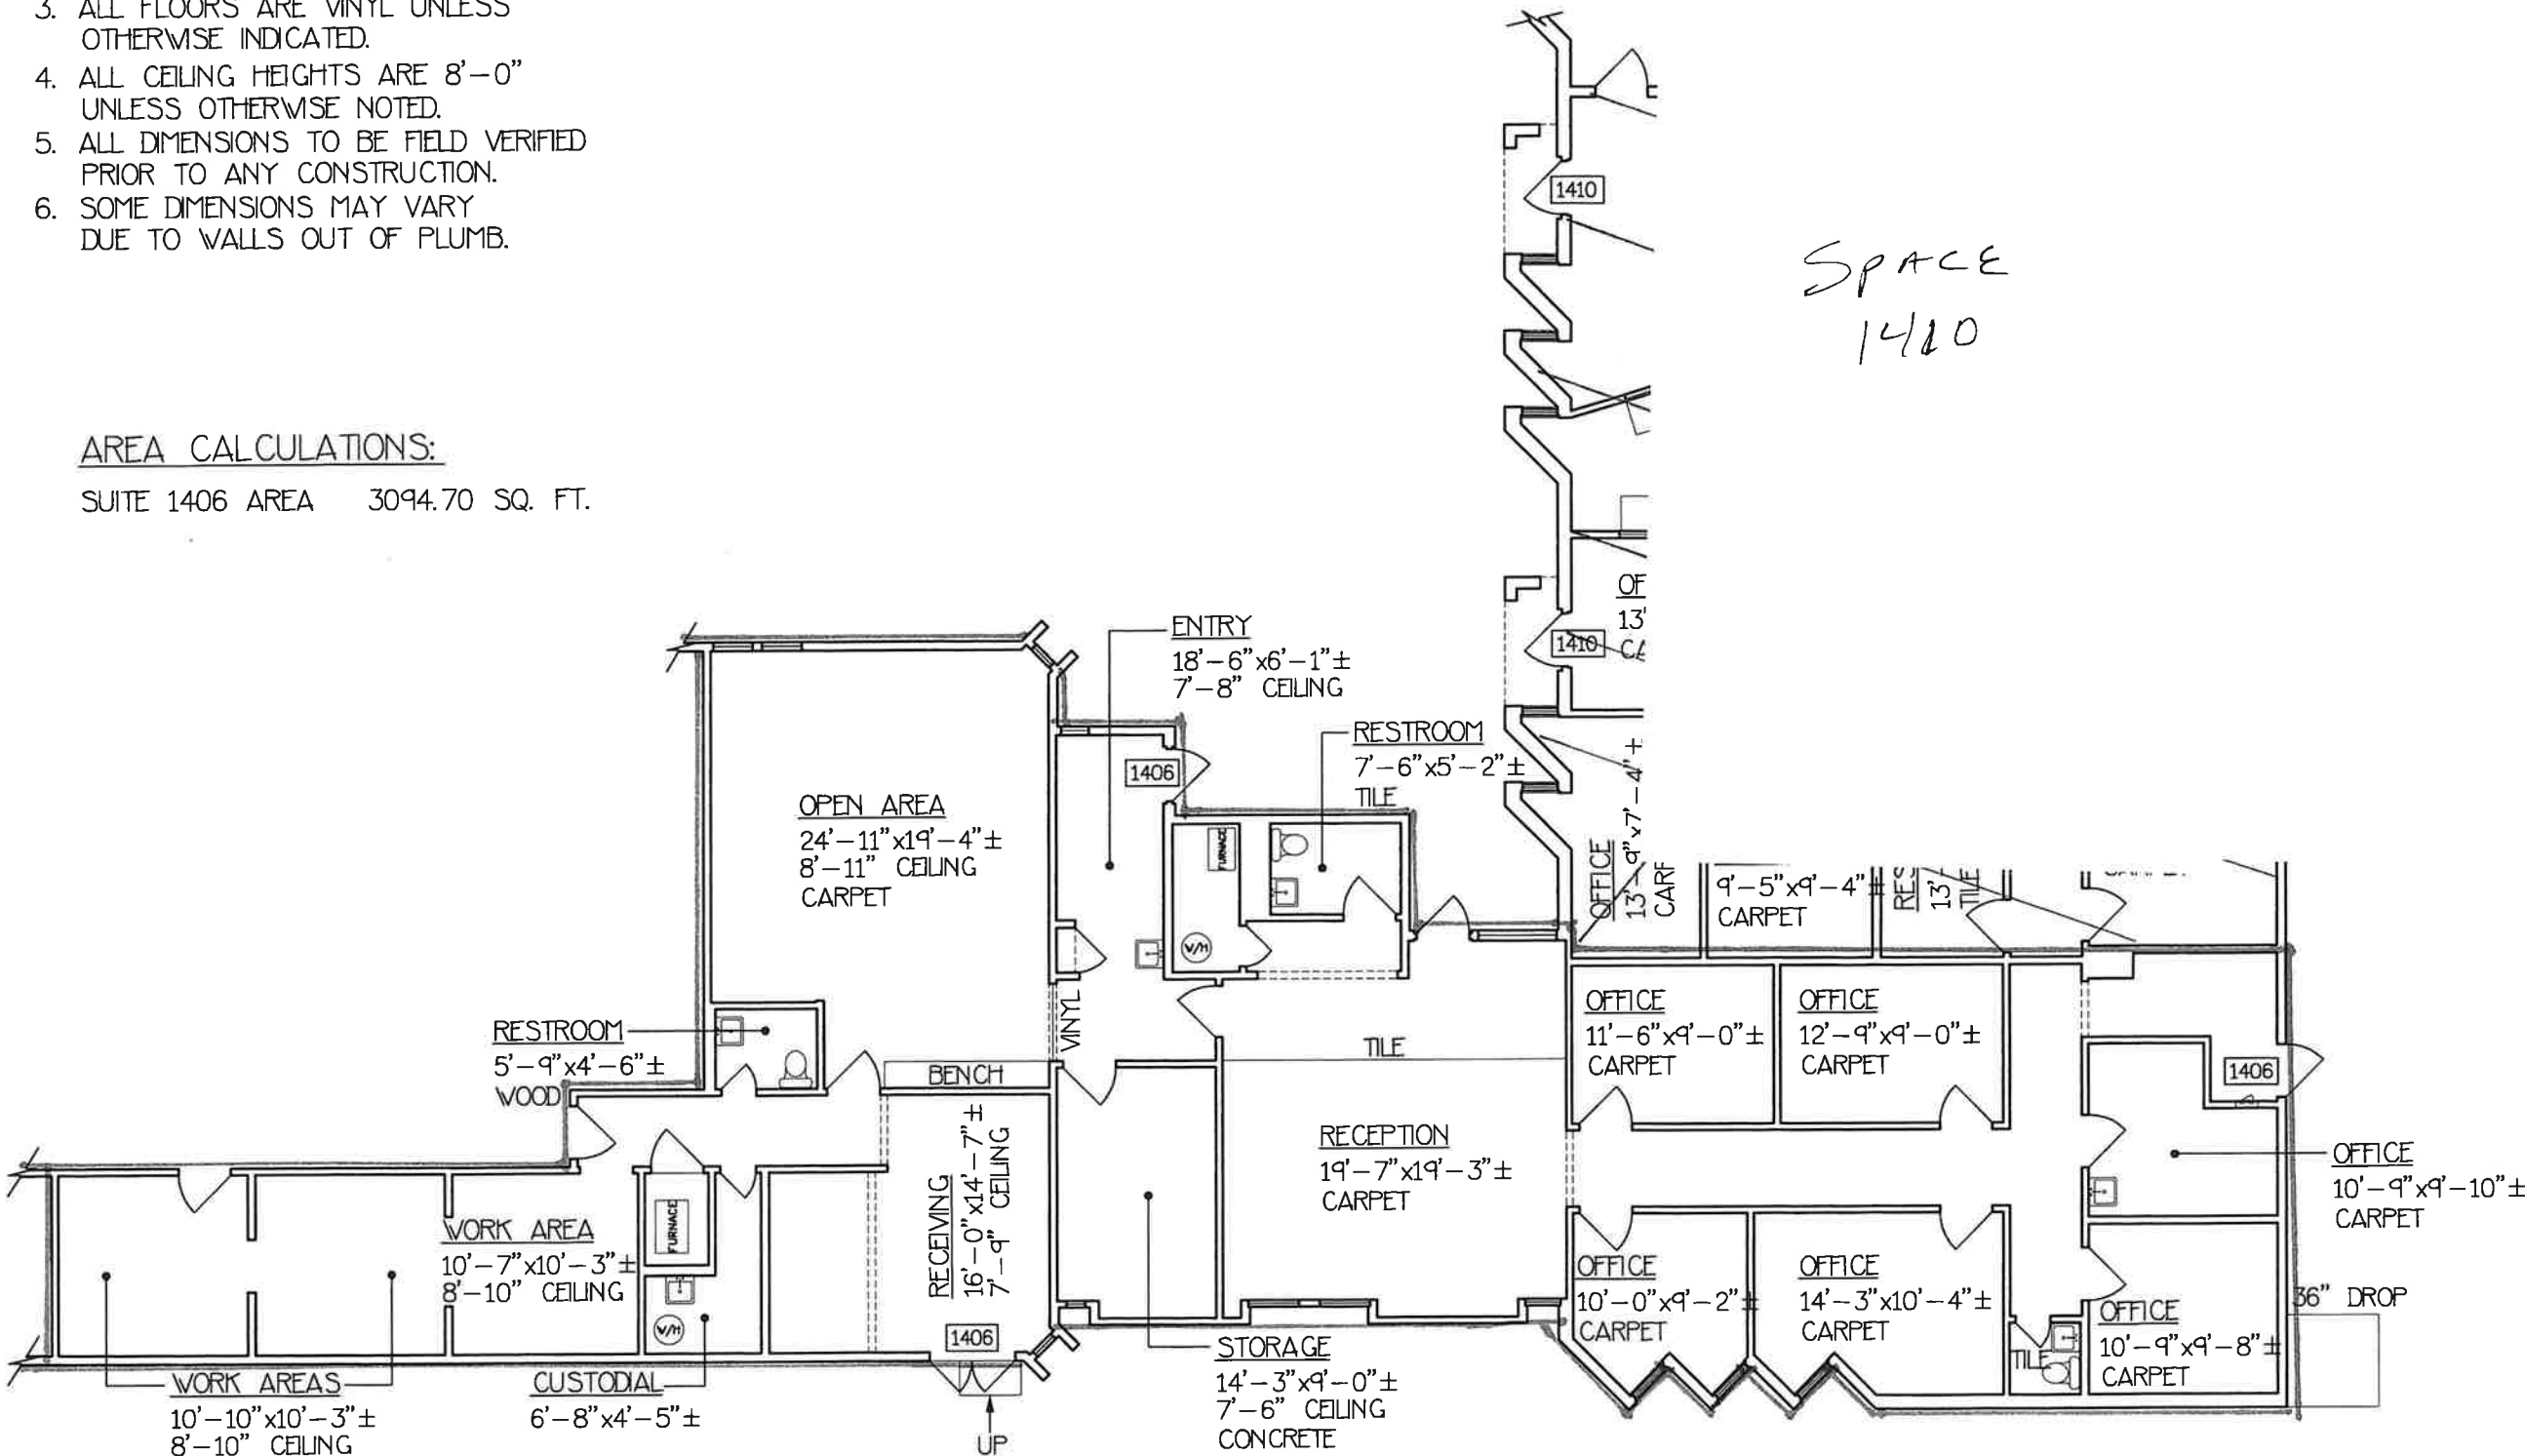 3. ALL FLOORS ARE VINYL UNLESS
OTHERWISE INDICATED.
4. ALL CEILING HEIGHTS ARE 8'-0"
UNLESS OTHERWISE NOTED.
5. ALL DIMENSIONS TO BE FIELD VERIFIED
PRIOR TO ANY CONSTRUCTION.
6. SOME DIMENSIONS MAY VARY
DUE TO WALLS OUT OF PLUMB.
1410
SPACE
1410
AREA CALCULATIONS:
SUITE 1406 AREA 3094.70 SQ. FT.
OF
13'
1410
ENTRY
18'-6"x6'-1"±
7'-8" CEILING
RESTROOM
7'-6"x5'-2"±
TILE
1406
OPEN AREA
24'-11"x19'-4"±
8'-11" CEILING
CARPET
FURNACE
W/H
OFFICE
13'-9"x7'-4"±
CARP
9'-5"x9'-4"±
CARPET
RES
13'
TILE
RESTROOM
5'-9"x4'-6"±
WOOD
VINYL
BENCH
TILE
OFFICE
11'-6"x9'-0"±
CARPET
OFFICE
12'-9"x9'-0"±
CARPET
1406
RECEPTION
19'-7"x19'-3"±
CARPET
OFFICE
10'-9"x9'-10"±
CARPET
RECEIVING
16'-0"x14'-7"±
7'-9" CEILING
WORK AREA
10'-7"x10'-3"±
8'-10" CEILING
FURNACE
W/H
1406
OFFICE
10'-0"x9'-2"±
CARPET
OFFICE
14'-3"x10'-4"±
CARPET
TILE
OFFICE
10'-9"x9'-8"±
CARPET
36" DROP
WORK AREAS
10'-10"x10'-3"±
8'-10" CEILING
CUSTODIAL
6'-8"x4'-5"±
UP
STORAGE
14'-3"x9'-0"±
7'-6" CEILING
CONCRETE